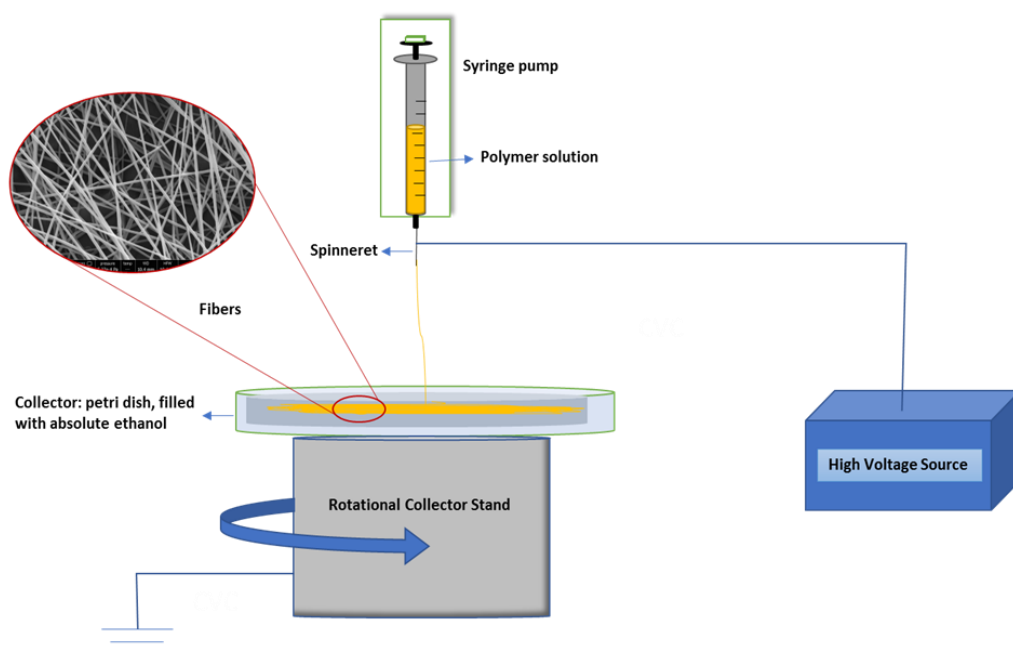 Syringe pump
Polymer solution
Spinneret
Fibers
Collector: petri dish, filled
with absolute ethanol
High Voltage Source
Rotational Collector Stand